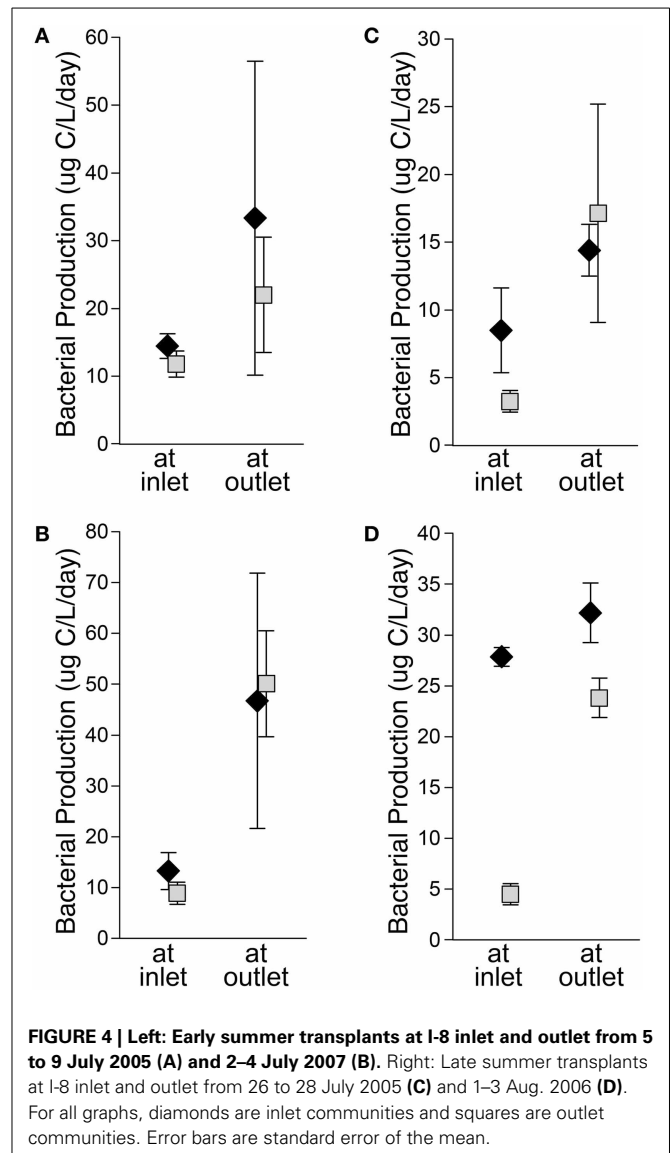 A
Bacterial Production (ug C/L/day)
60
50
40
30
20
10
0
at
inlet
at
outlet
C
Bacterial Production (ug C/L/day)
30
25
20
15
10
5
0
at
inlet
at
outlet
B
Bacterial Production (ug C/L/day)
80
70
60
50
40
30
20
10
0
at
inlet
at
outlet
D
Bacterial Production (ug C/L/day)
40
35
30
25
20
15
10
5
0
at
inlet
at
outlet
FIGURE 4 | Left: Early summer transplants at I-8 inlet and outlet from 5
to 9 July 2005 (A) and 2–4 July 2007 (B). Right: Late summer transplants
at I-8 inlet and outlet from 26 to 28 July 2005 (C) and 1–3 Aug. 2006 (D).
For all graphs, diamonds are inlet communities and squares are outlet
communities. Error bars are standard error of the mean.